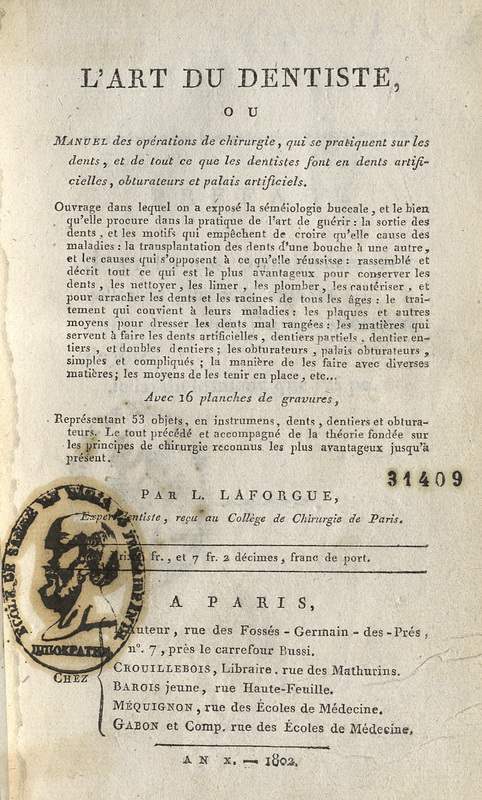 L'ART DU DENTISTE,
OU
MANUEL des opérations de chirurgie, qui se pratiquent sur les
dents, et de tout ce que les dentistes font en dents artifi-
cielles, obturateurs et palais artificiels.
Ouvrage dans lequel on a exposé la séméiologie buccale, et le bien
qu'elle procure dans la pratique de l'art de guérir : la sortie des
dents, et les motifs qui empêchent de croire qu'elle cause des
maladies : la transplantation des dents d'une bouche à une autre,
et les causes qui s'opposent à ce qu'elle réussisse : rassemblé et
décrit tout ce qui est le plus avantageux pour conserver les
dents, les nettoyer, les limer, les plomber, les cautériser, et
pour arracher les dents et les racines de tous les âges : le trai-
tement qui convient à leurs maladies : les plaques et autres
moyens pour dresser les dents mal rangées : les matières qui
servent à faire les dents artificielles, dentiers partiels, dentier en-
tiers, et doubles dentiers ; les obturateurs, palais obturateurs,
simples et compliqués ; la manière de les faire avec diverses
matières ; les moyens de les tenir en place, etc...
Avec 16 planches de gravures,
Représentant 53 objets, en instrumens, dents, dentiers et obtura-
teurs. Le tout précédé et accompagné de la théorie fondée sur
les principes de chirurgie reconnus les plus avantageux jusqu'à
présent.
31409
PAR L. LAFORGUE,
Expert dentiste, reçu au Collège de Chirurgie de Paris.
fr., et 7 fr. 2 décimes, franc de port.
A PARIS,
CHEZ
uteur, rue des Fossés-Germain-des-Prés,
n°. 7, près le carrefour Bussi.
CROUILLEBOIS, Libraire, rue des Mathurins.
BAROIS jeune, rue Haute-Feuille.
MÉQUIGNON, rue des Écoles de Médecine.
GABON et Comp. rue des Écoles de Médecine,
AN X. — 1802.
ÉCOLE DE
ΙΠΠΟΚΡΑΤΗΣ